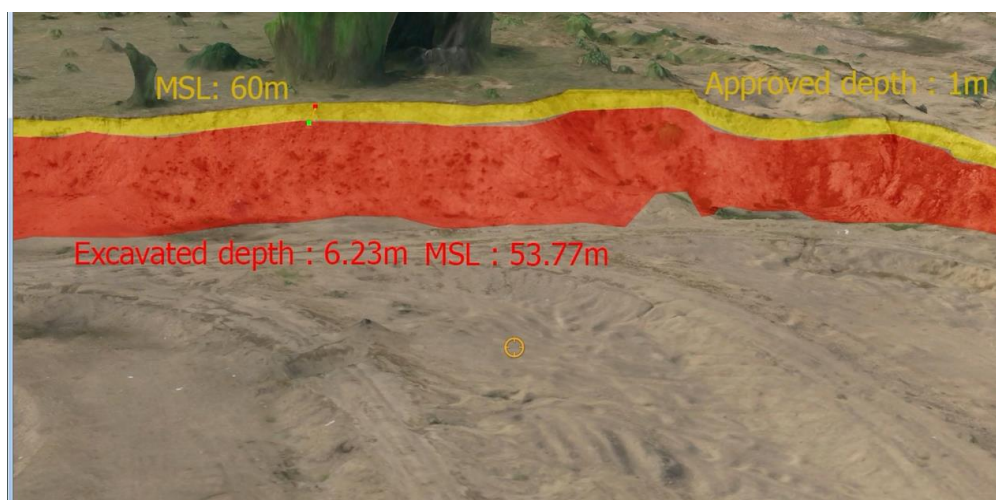 MSL: 60m
Approved depth : 1m
Excavated depth : 6.23m MSL : 53.77m